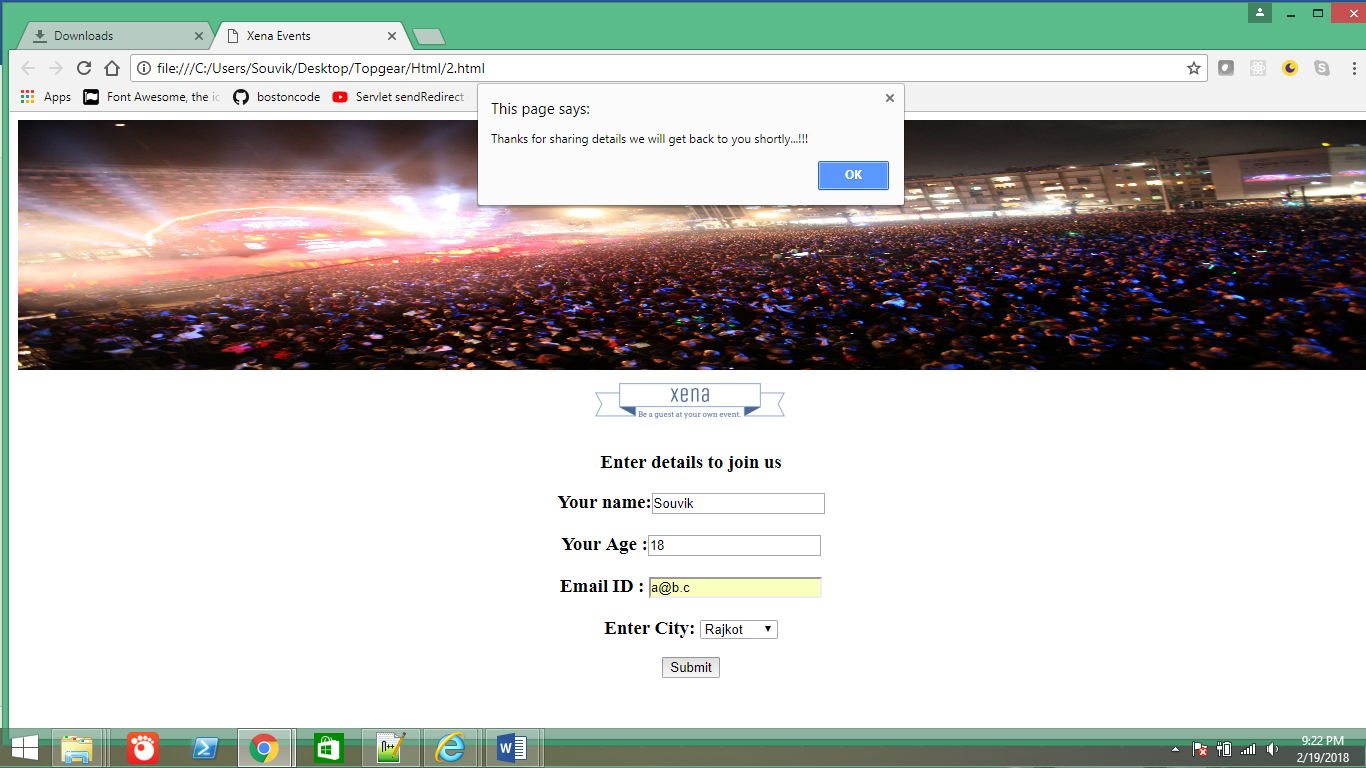 Downloads
Xena Events
file:///C:/Users/Souvik/Desktop/Topgear/Html/2.html
Apps
Font Awesome, the ic
bostoncode
Servlet sendRedirect
This page says:
Thanks for sharing details we will get back to you shortly...!!!
OK
xena
Be a guest at your own event.
Enter details to join us
Your name:Souvik
Your Age :18
Email ID : a@b.c
Enter City: Rajkot
Submit
9:22 PM
2/19/2018